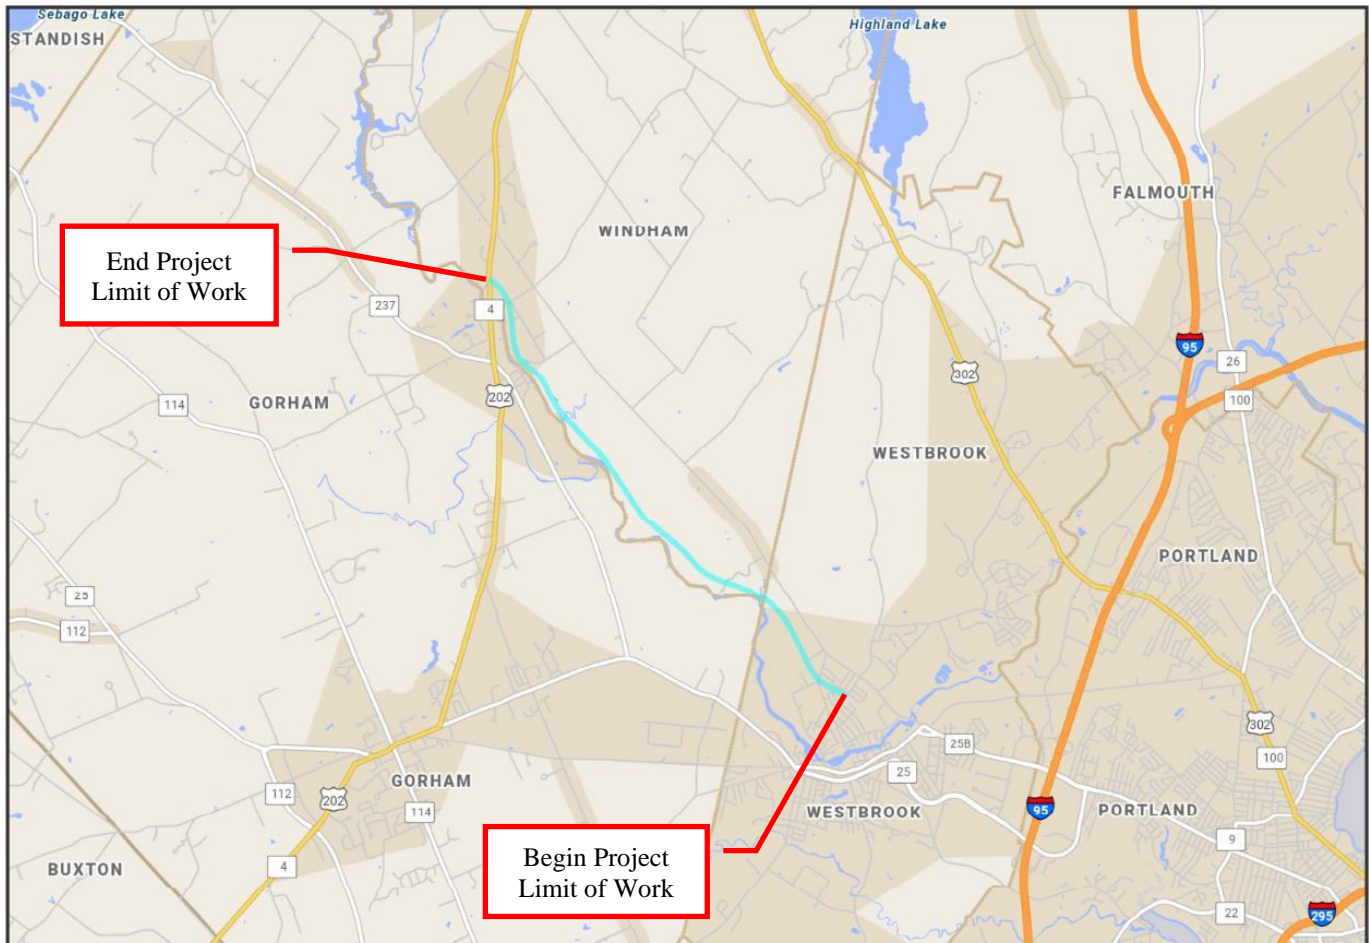 Sebago Lake
STANDISH
Highland Lake
FALMOUTH
WINDHAM
End Project
Limit of Work
237
4
95
26
302
202
100
114
GORHAM
WESTBROOK
PORTLAND
25
112
302
25B
100
25
GORHAM
112
202
114
WESTBROOK
95
PORTLAND
9
Begin Project
Limit of Work
BUXTON
4
22
295